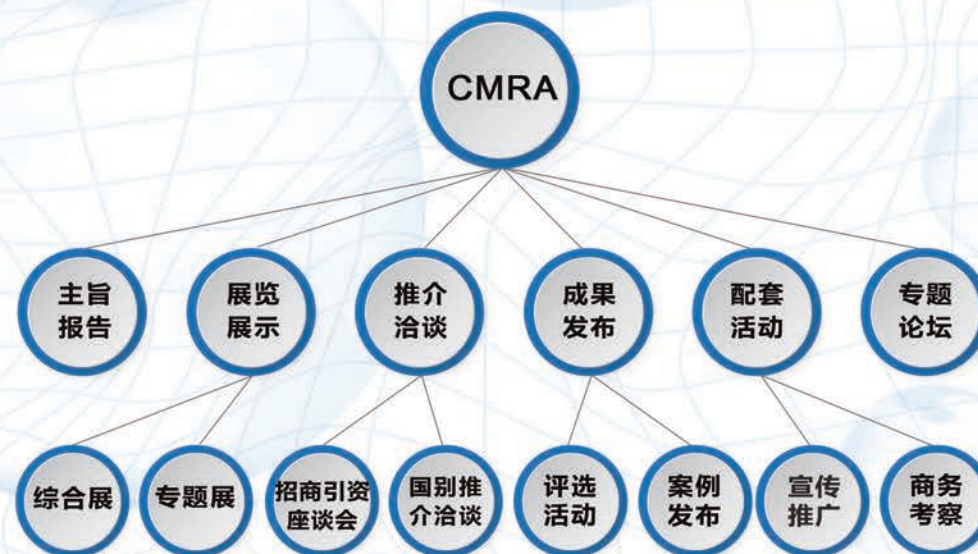 CMRA
主旨
报告
展览
展示
推介
洽谈
成果
发布
配套
活动
专题
论坛
综合展
专题展
招商引资
座谈会
国别推
介洽谈
评选
活动
案例
发布
宣传
推广
商务
考察